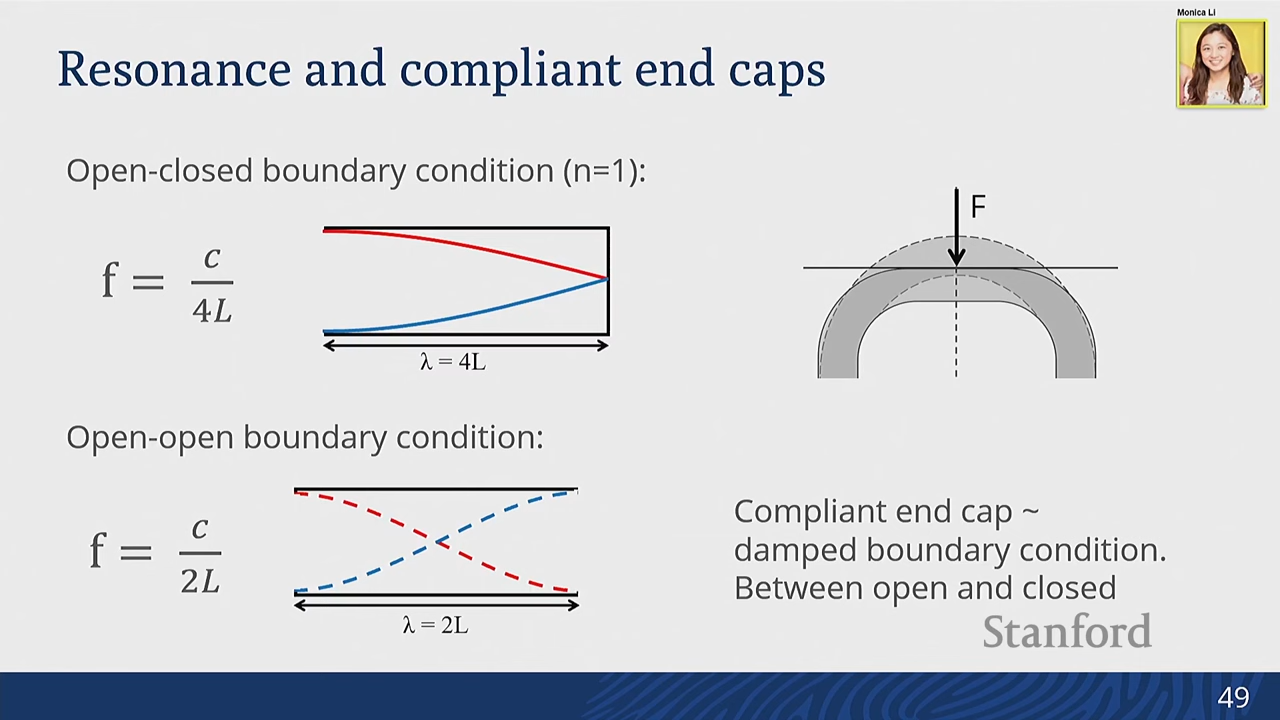 Monica Li
Resonance and compliant end caps
Open-closed boundary condition (n=1):
f = c/4L
λ = 4L
F
Open-open boundary condition:
f = c/2L
λ = 2L
Compliant end cap ~
damped boundary condition.
Between open and closed
Stanford
49